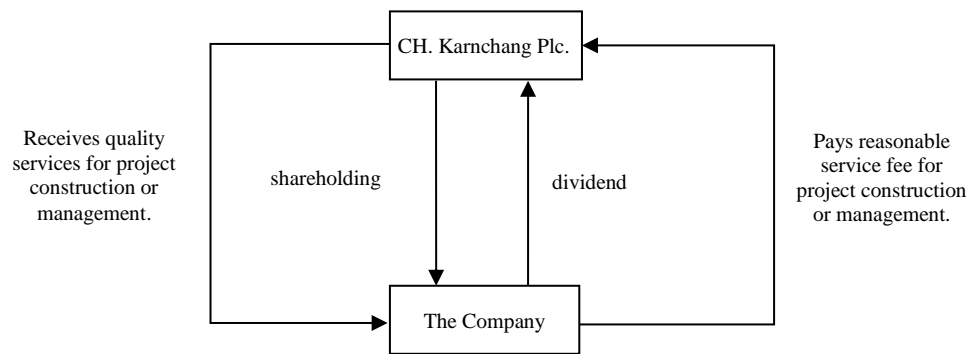 CH. Karnchang Plc.
Receives quality
services for project
construction or
management.
shareholding
dividend
Pays reasonable
service fee for
project construction
or management.
The Company